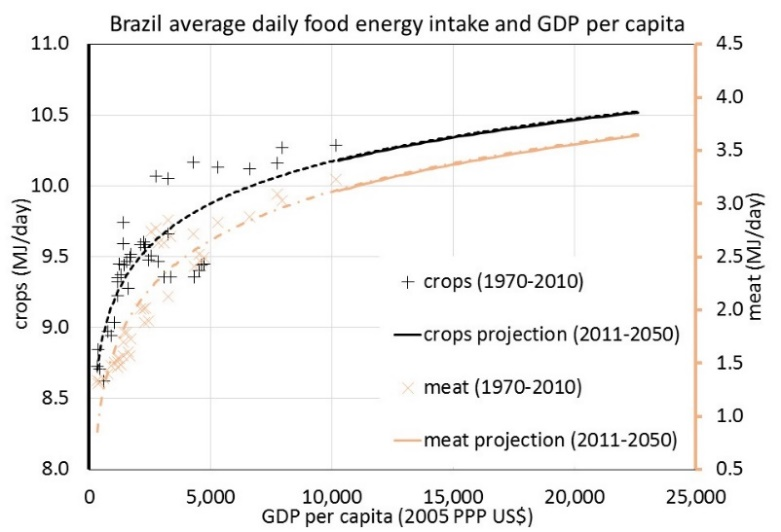 Brazil average daily food energy intake and GDP per capita
11.0
10.5
10.0
9.5
9.0
8.5
8.0
crops (MJ/day)
4.5
4.0
3.5
3.0
2.5
2.0
1.5
1.0
0.5
meat (MJ/day)
crops (1970-2010)
crops projection (2011-2050)
meat (1970-2010)
meat projection (2011-2050)
0 5,000 10,000 15,000 20,000 25,000
GDP per capita (2005 PPP US$)